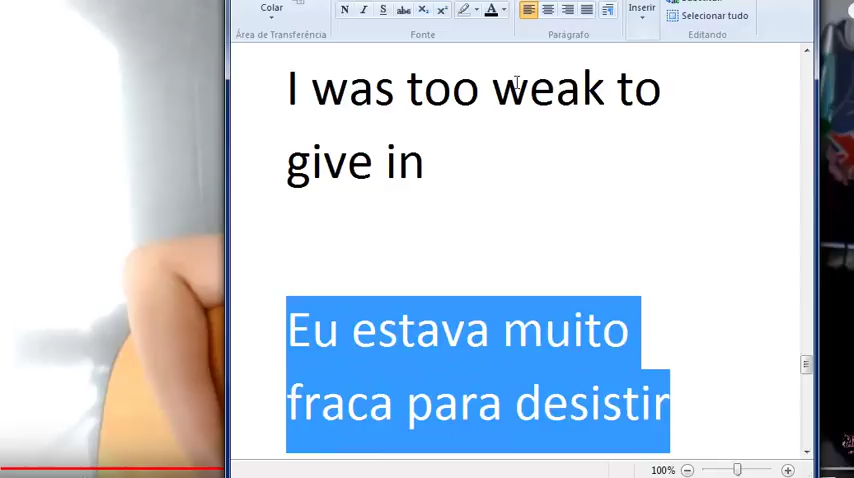 Colar
Inserir
Selecionar tudo
Área de Transferência
Fonte
Parágrafo
Editando
N I S abc X₂ X² A
I was too weak to
give in
Eu estava muito
fraca para desistir
100%